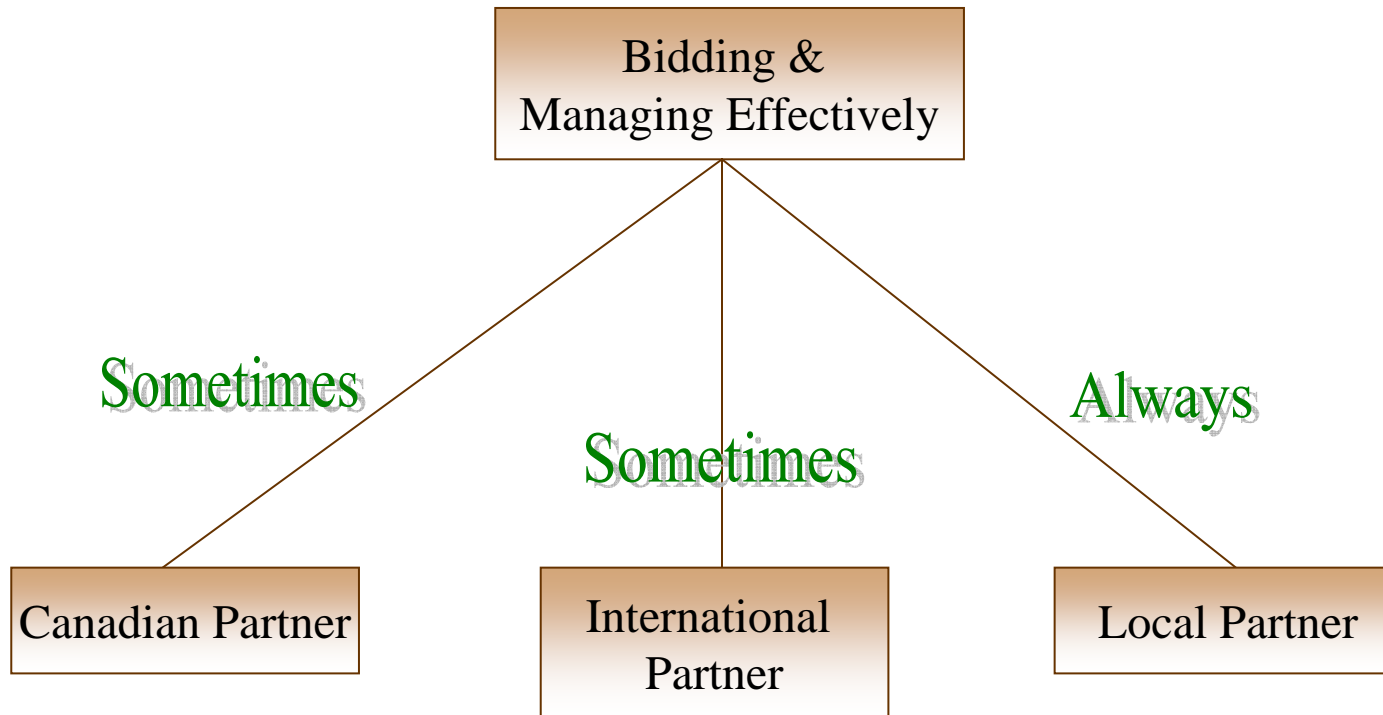 Bidding &
Managing Effectively
Sometimes
Sometimes
Always
Canadian Partner
International
Partner
Local Partner